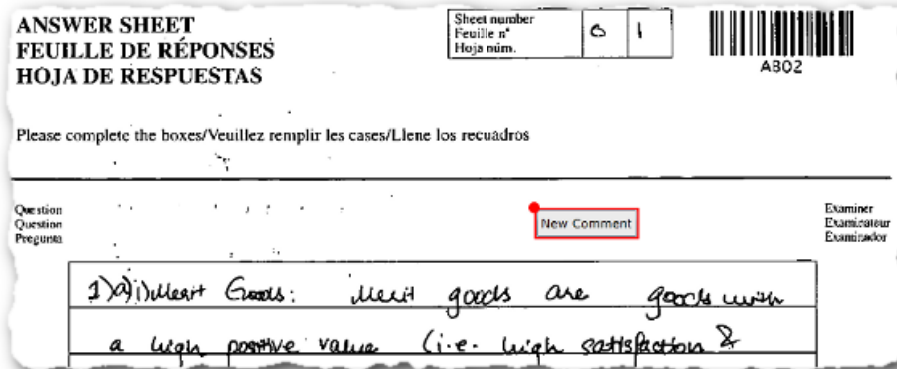 ANSWER SHEET
FEUILLE DE RÉPONSES
HOJA DE RESPUESTAS
Sheet number
Feuille n°
Hoja núm.
0 1
AB02
Please complete the boxes/Veuillez remplir les cases/Llene los recuadros
Question
Question
Pregunta
New Comment
Examiner
Examinateur
Examinador
1)a)i) Merit Goods: Merit goods are goods with
a high positive value (i.e. high satisfaction &